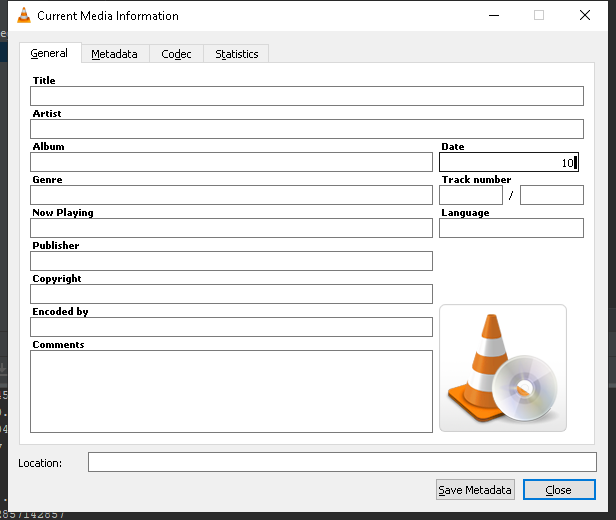 Current Media Information
General Metadata Codec Statistics
Title
Artist
Album Date
10
Genre Track number
/
Now Playing Language
Publisher
Copyright
Encoded by
Comments
Location:
Save Metadata Close
2857142857